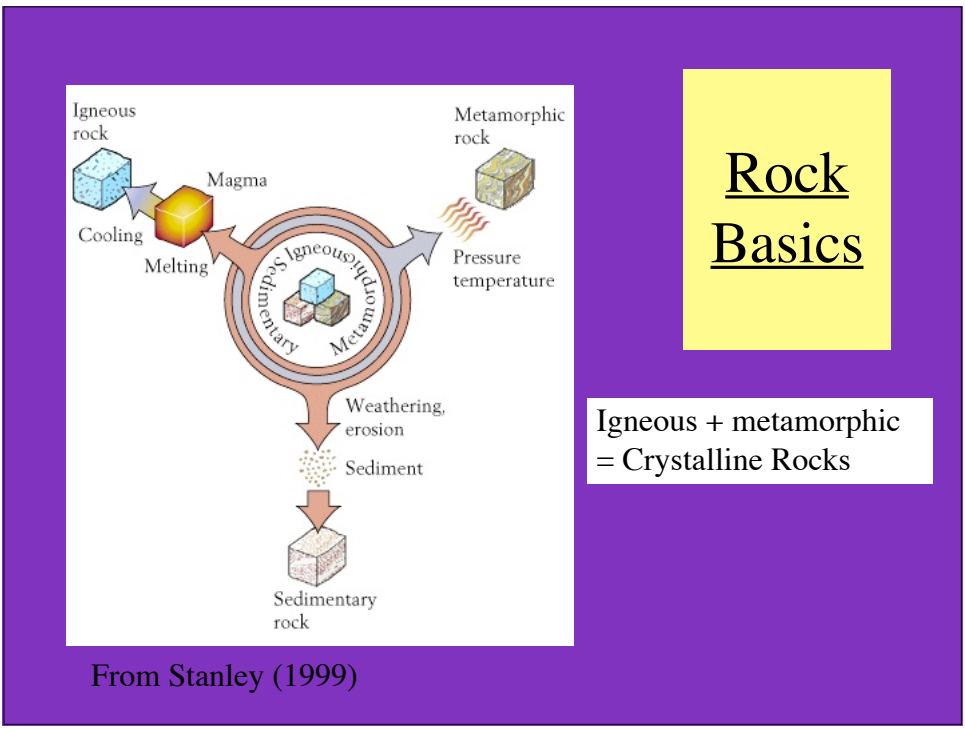 Igneous
rock
Magma
Cooling
Melting
Metamorphic
rock
Pressure
temperature
Sedimentary Igneous Metamorphics
Weathering,
erosion
Sediment
Sedimentary
rock
Rock
Basics
Igneous + metamorphic
= Crystalline Rocks
From Stanley (1999)